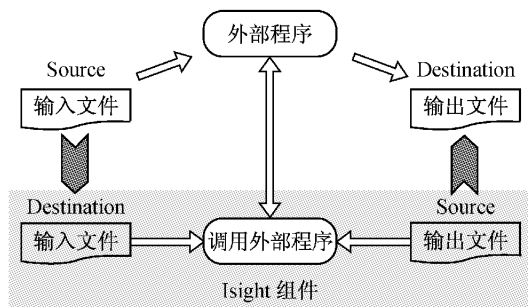 外部程序
Source
Destination
输入文件
输出文件
Destination
Source
输入文件
调用外部程序
输出文件
Isight 组件